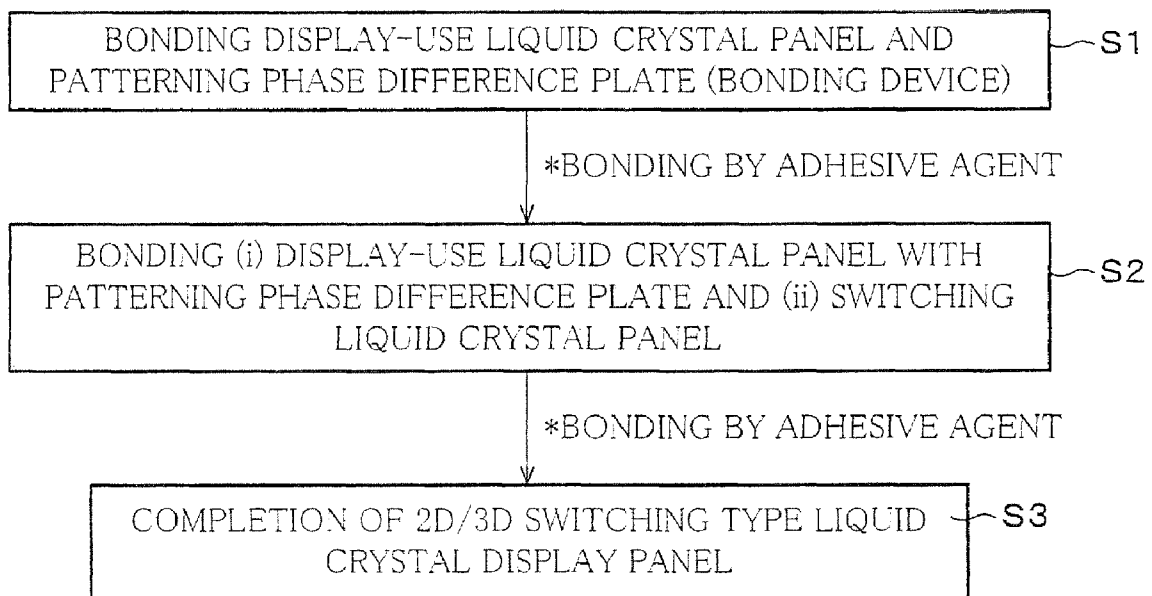 BONDING DISPLAY-USE LIQUID CRYSTAL PANEL AND
PATTERNING PHASE DIFFERENCE PLATE (BONDING DEVICE)
S1
*BONDING BY ADHESIVE AGENT
BONDING (i) DISPLAY-USE LIQUID CRYSTAL PANEL WITH
PATTERNING PHASE DIFFERENCE PLATE AND (ii) SWITCHING
LIQUID CRYSTAL PANEL
S2
*BONDING BY ADHESIVE AGENT
COMPLETION OF 2D/3D SWITCHING TYPE LIQUID
CRYSTAL DISPLAY PANEL
S3